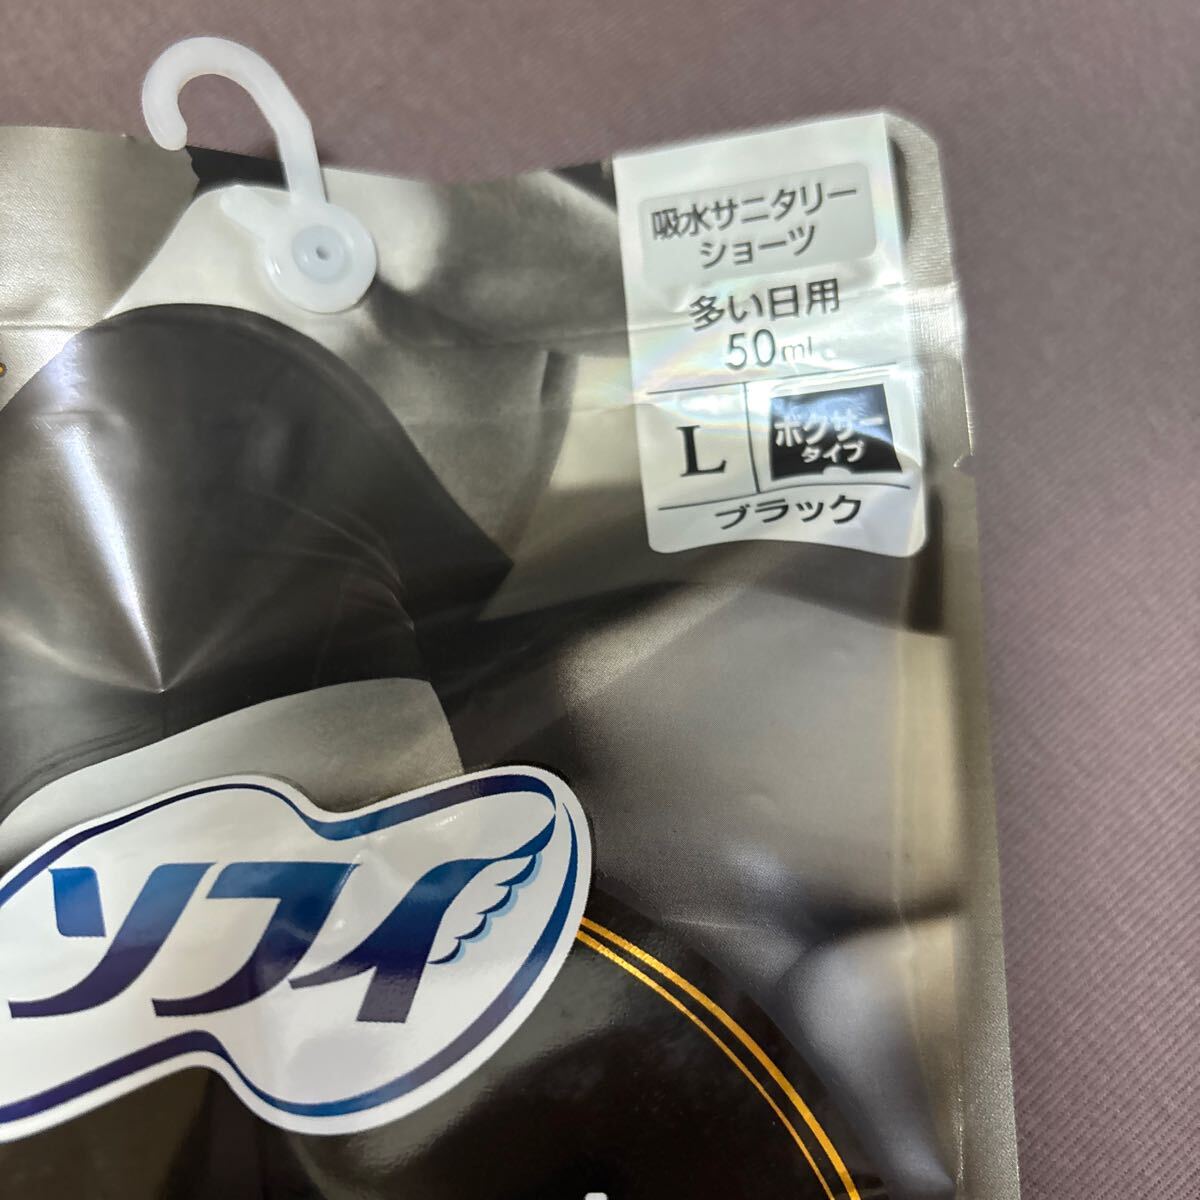 吸水サニタリー
ショーツ
多い日用
50ml
L
ボクサー
タイプ
ブラック
ソフィ